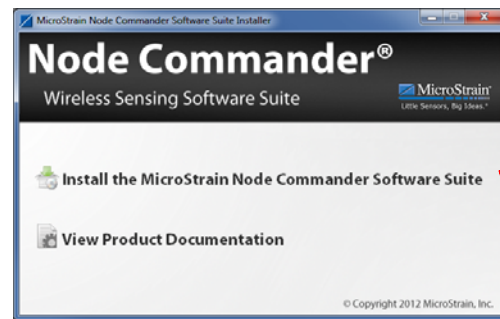 MicroStrain Node Commander Software Suite Installer
Node Commander®
Wireless Sensing Software Suite
MicroStrain®
Little Sensors, Big Ideas.®
Install the MicroStrain Node Commander Software Suite
View Product Documentation
© Copyright 2012 MicroStrain, Inc.